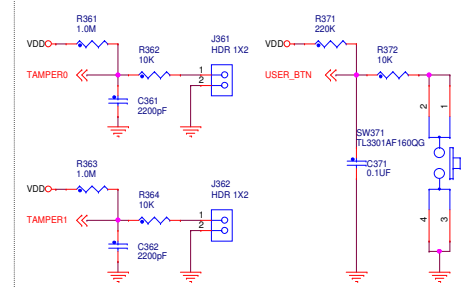 R361
1.0M
VDD
R362
10K
J361
HDR 1X2
TAMPER0
1
2
C361
2200pF
R371
220K
VDD
R372
10K
USER_BTN
2
1
SW371
TL3301AF160QG
C371
0.1UF
4
3
R363
1.0M
VDD
R364
10K
J362
HDR 1X2
TAMPER1
1
2
C362
2200pF